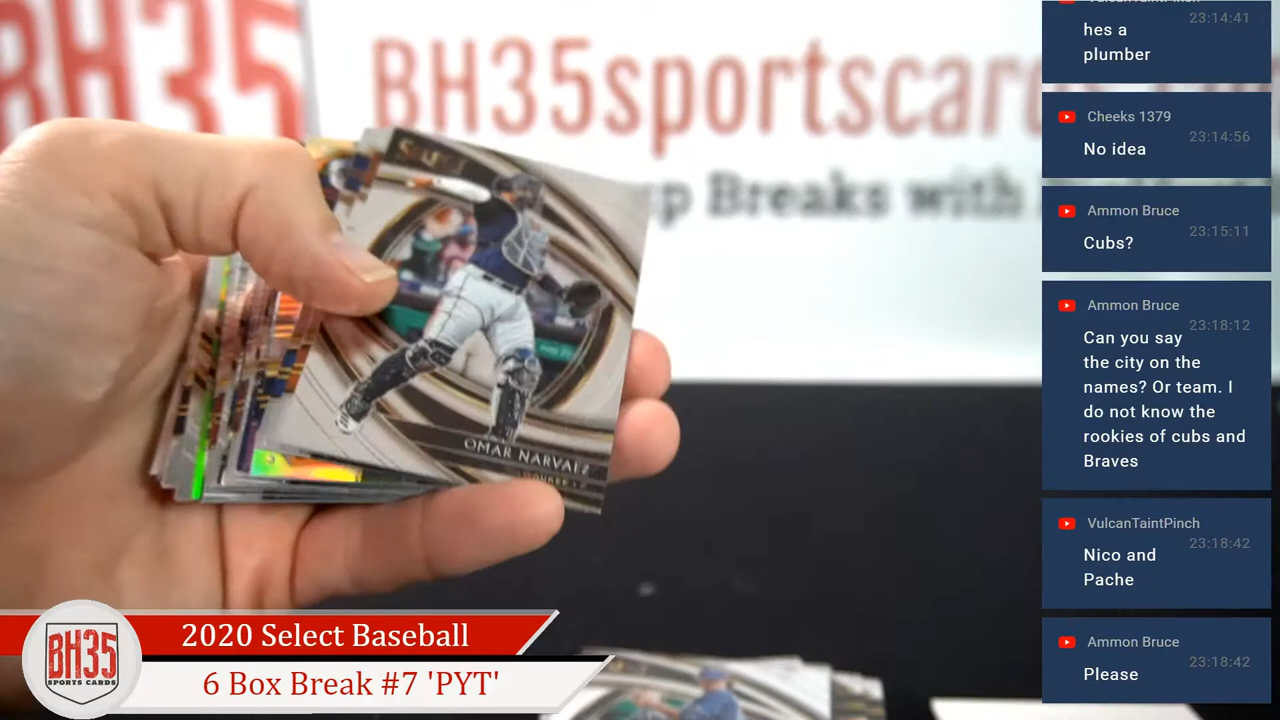 BH35
BH35sportscard
p Breaks with
OMAR NARVAEZ
BH35
SPORTS CARDS
2020 Select Baseball
6 Box Break #7 'PYT'
23:14:41
hes a
plumber
Cheeks 1379
23:14:56
No idea
Ammon Bruce
23:15:11
Cubs?
Ammon Bruce
23:18:12
Can you say
the city on the
names? Or team. I
do not know the
rookies of cubs and
Braves
VulcanTaintPinch
23:18:42
Nico and
Pache
Ammon Bruce
23:18:42
Please